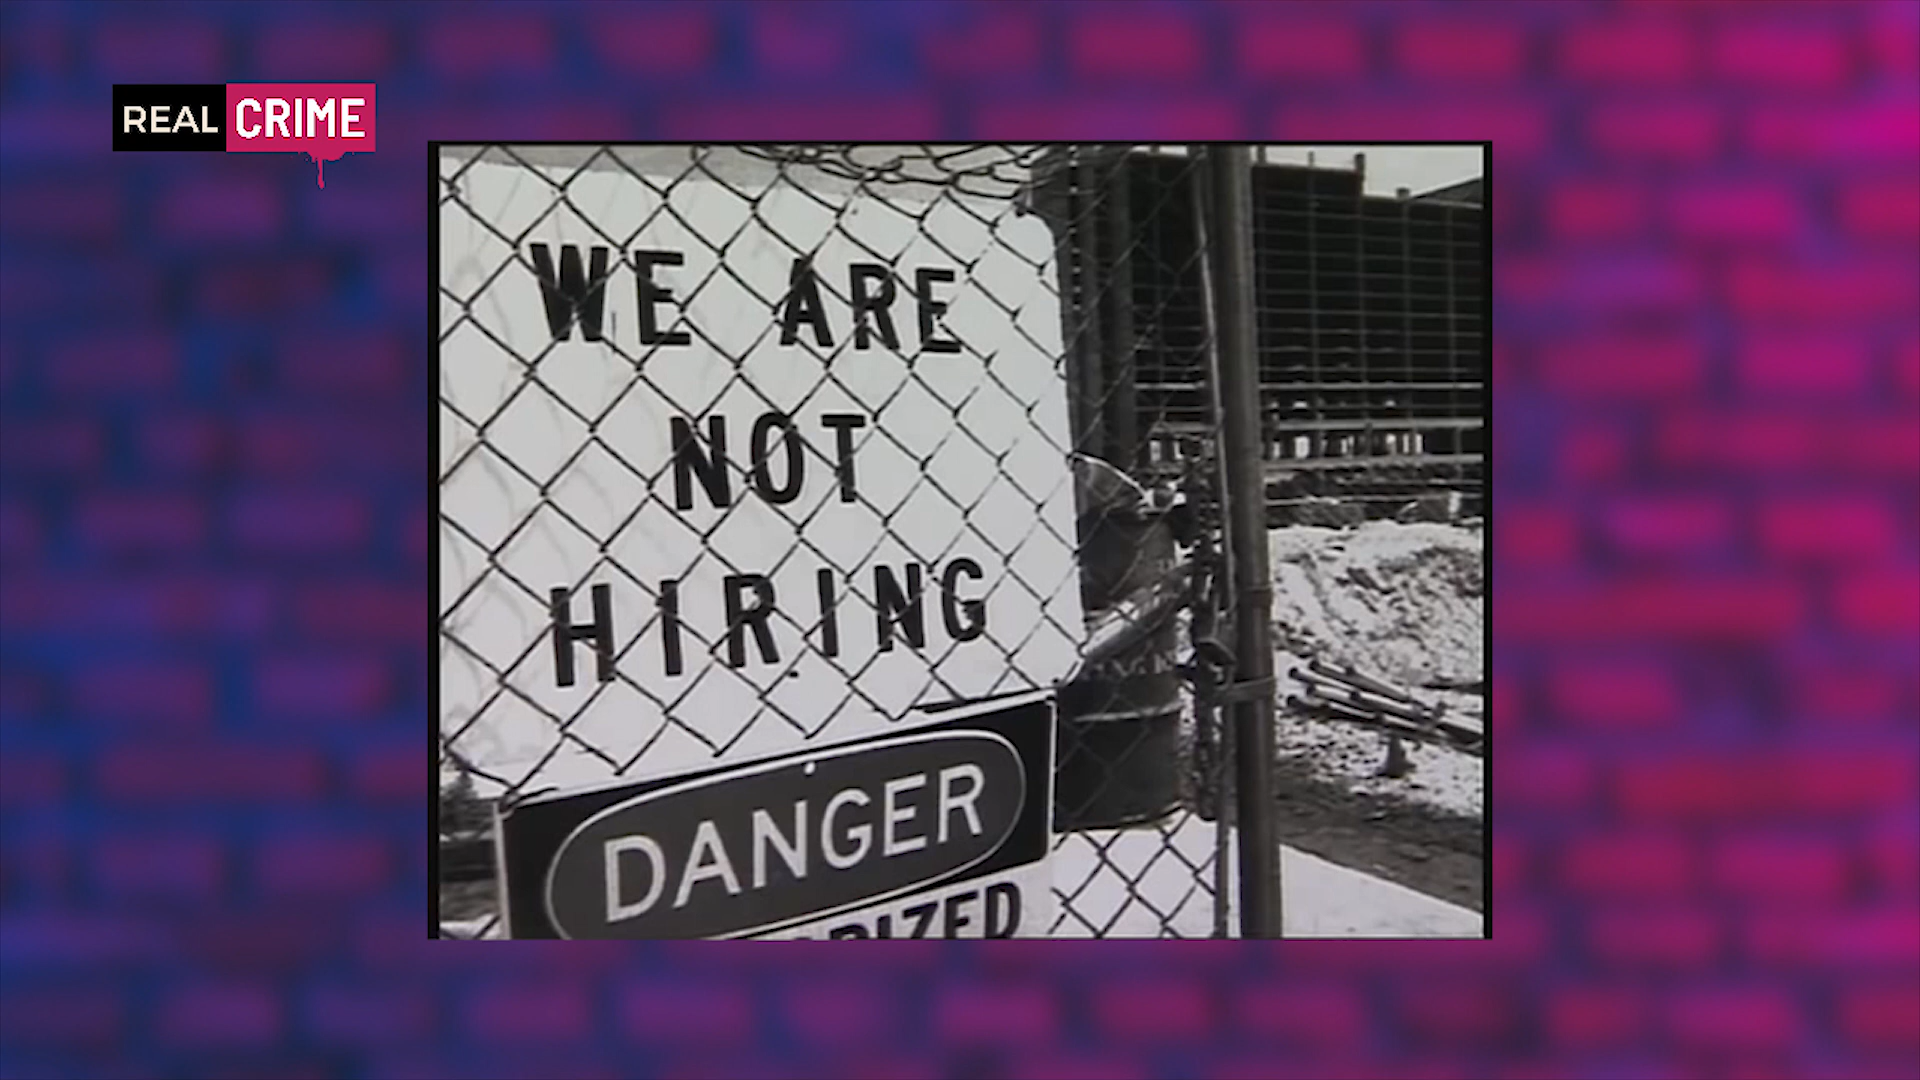 REAL CRIME
WE ARE
NOT
HIRING
DANGER